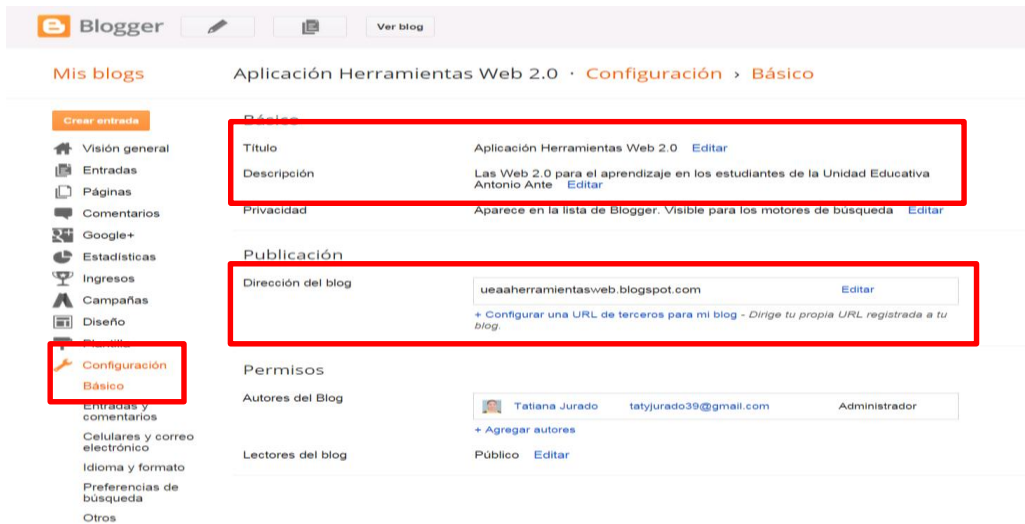 Blogger
Ver blog
Mis blogs
Aplicación Herramientas Web 2.0 · Configuración › Básico
Crear entrada
Visión general
Entradas
Páginas
Comentarios
Google+
Estadísticas
Ingresos
Campañas
Diseño
Plantilla
Configuración
Básico
Entradas y
comentarios
Celulares y correo
electrónico
Idioma y formato
Preferencias de
búsqueda
Otros
Básico
Título Aplicación Herramientas Web 2.0 Editar
Descripción Las Web 2.0 para el aprendizaje en los estudiantes de la Unidad Educativa
Antonio Ante Editar
Privacidad Aparece en la lista de Blogger. Visible para los motores de búsqueda Editar
Publicación
Dirección del blog ueaaherramientasweb.blogspot.com Editar
+ Configurar una URL de terceros para mi blog - Dirige tu propia URL registrada a tu
blog.
Permisos
Autores del Blog Tatiana Jurado tatyjurado39@gmail.com Administrador
+ Agregar autores
Lectores del blog Público Editar